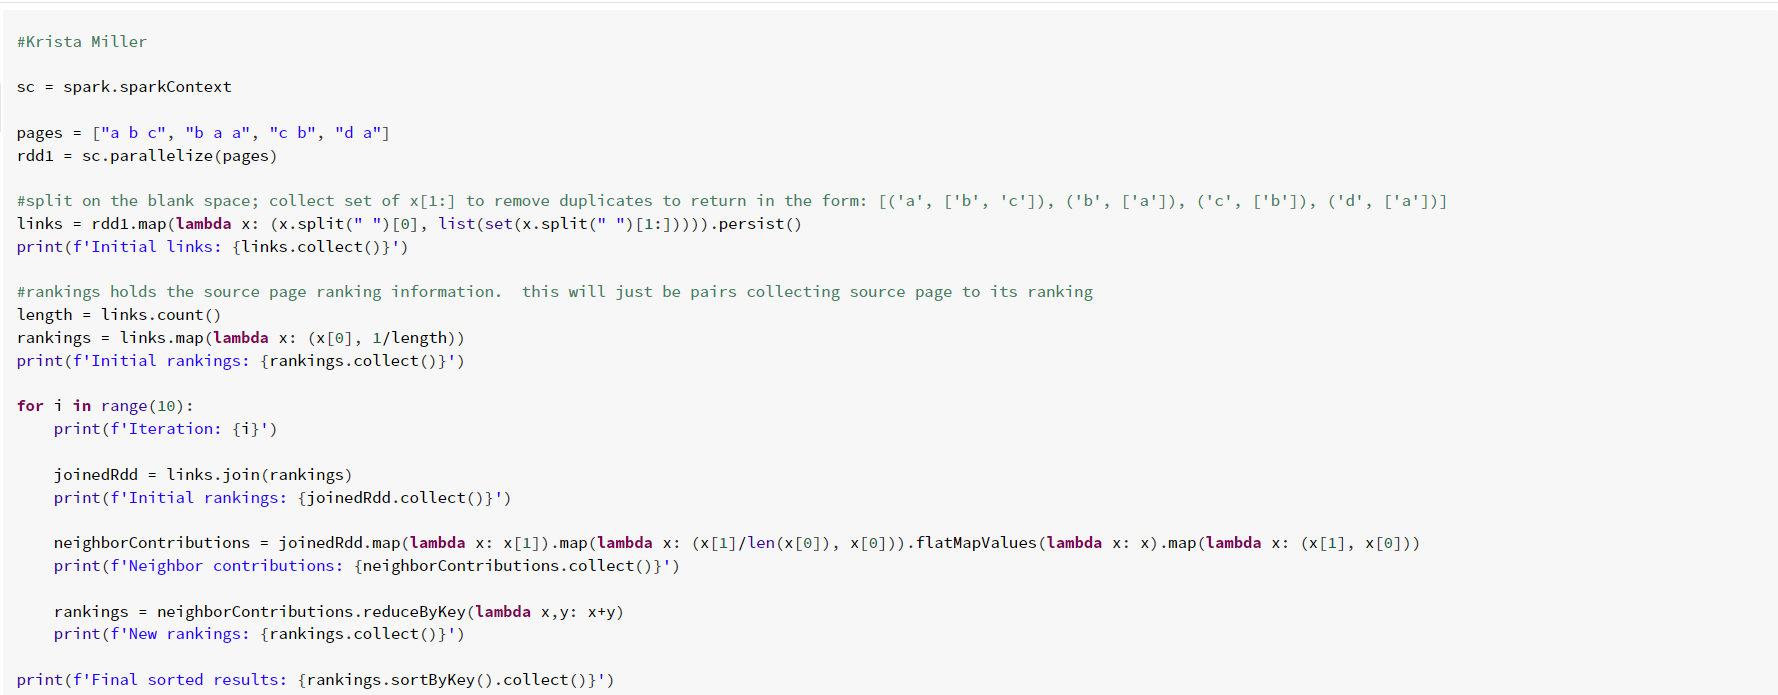 #Krista Miller
sc = spark.sparkContext
pages = ["a b c", "b a a", "c b", "d a"]
rdd1 = sc.parallelize(pages)
#split on the blank space; collect set of x[1:] to remove duplicates to return in the form: [('a', ['b', 'c']), ('b', ['a']), ('c', ['b']), ('d', ['a'])]
links = rdd1.map(lambda x: (x.split(" ")[0], list(set(x.split(" ")[1:])))).persist()
print(f'Initial links: {links.collect()}')
#rankings holds the source page ranking information.  this will just be pairs collecting source page to its ranking
length = links.count()
rankings = links.map(lambda x: (x[0], 1/length))
print(f'Initial rankings: {rankings.collect()}')
for i in range(10):
    print(f'Iteration: {i}')
    joinedRdd = links.join(rankings)
    print(f'Initial rankings: {joinedRdd.collect()}')
    neighborContributions = joinedRdd.map(lambda x: x[1]).map(lambda x: (x[1]/len(x[0]), x[0])).flatMapValues(lambda x: x).map(lambda x: (x[1], x[0]))
    print(f'Neighbor contributions: {neighborContributions.collect()}')
    rankings = neighborContributions.reduceByKey(lambda x,y: x+y)
    print(f'New rankings: {rankings.collect()}')
print(f'Final sorted results: {rankings.sortByKey().collect()}')